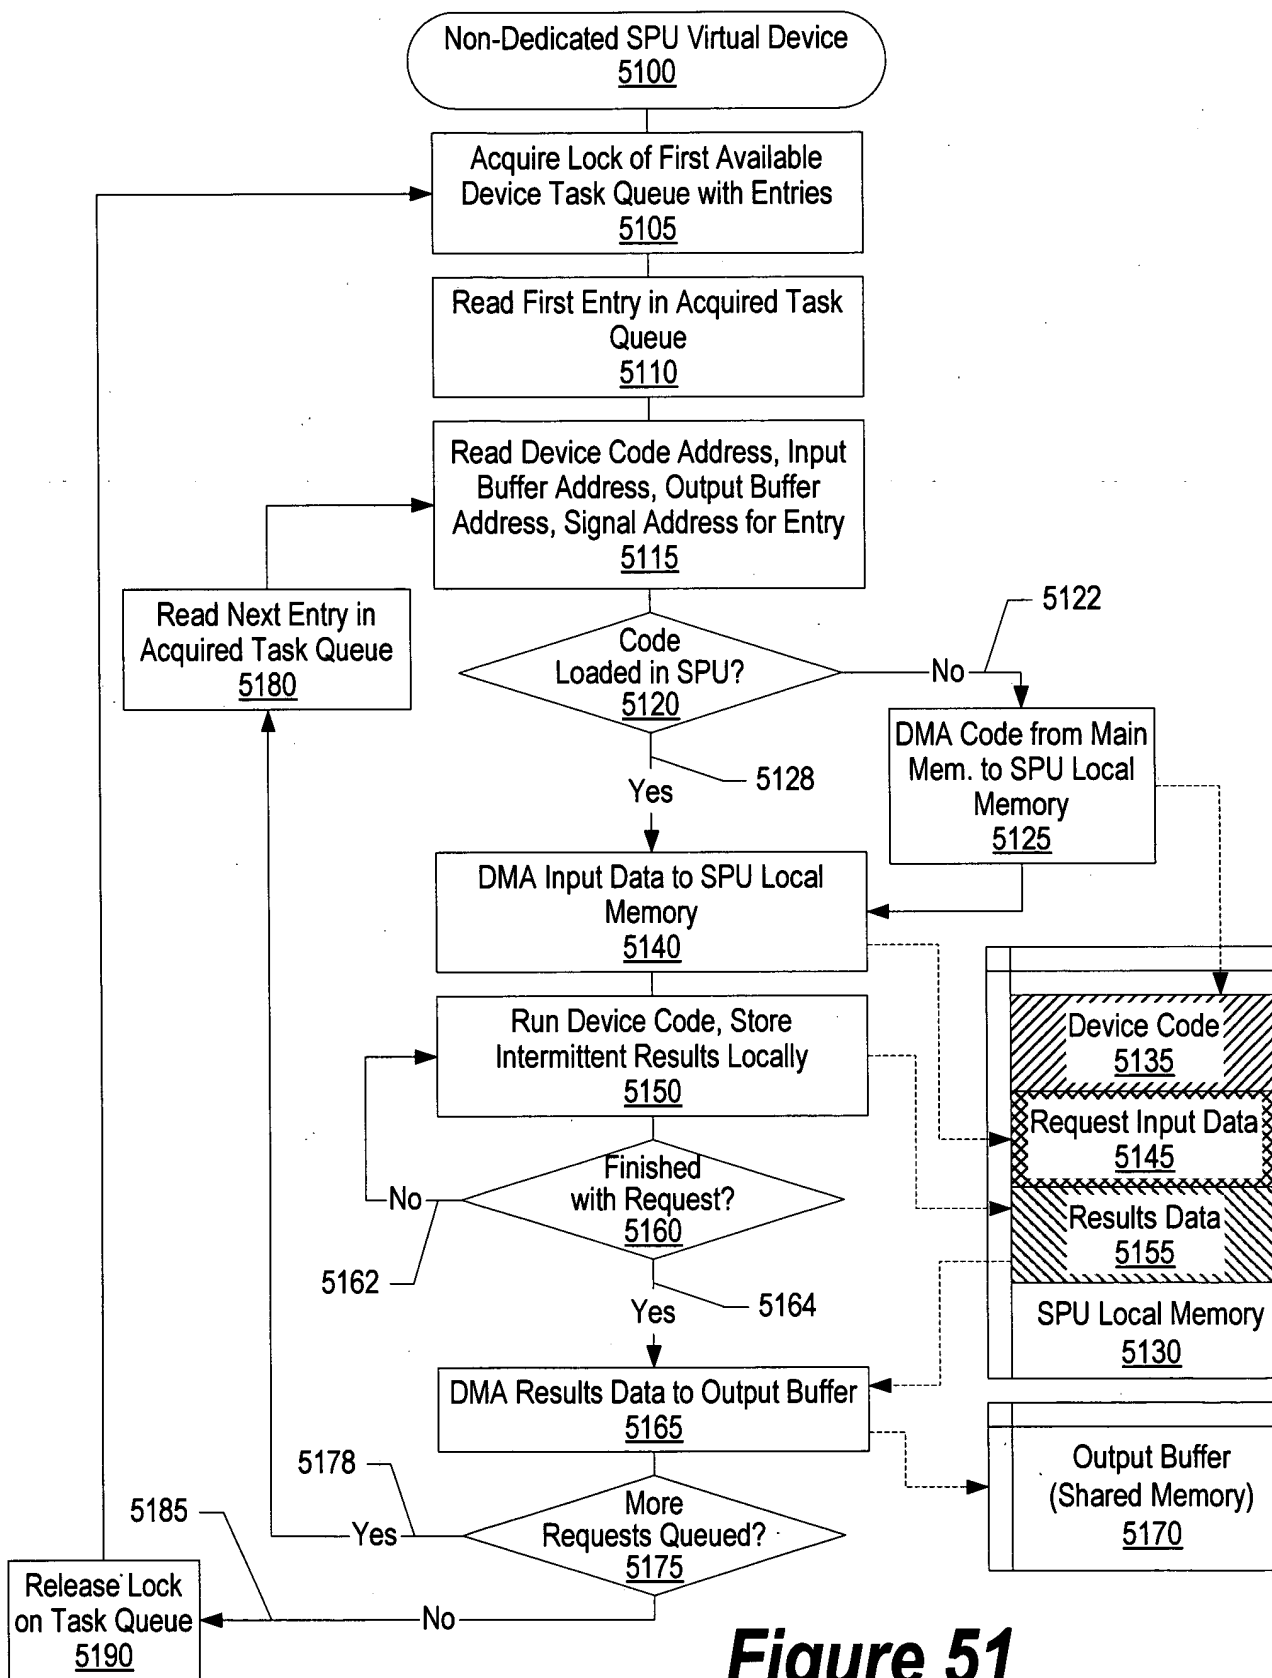 Non-Dedicated SPU Virtual Device
5100
Acquire Lock of First Available
Device Task Queue with Entries
5105
Read First Entry in Acquired Task
Queue
5110
Read Device Code Address, Input
Buffer Address, Output Buffer
Address, Signal Address for Entry
5115
Read Next Entry in
Acquired Task Queue
5180
Code
Loaded in SPU?
5120
5122
No
DMA Code from Main
Mem. to SPU Local
Memory
5125
5128
Yes
DMA Input Data to SPU Local
Memory
5140
Run Device Code, Store
Intermittent Results Locally
5150
Device Code
5135
Request Input Data
5145
Results Data
5155
SPU Local Memory
5130
Finished
with Request?
5160
No
5162
5164
Yes
DMA Results Data to Output Buffer
5165
Output Buffer
(Shared Memory)
5170
5178
More
Requests Queued?
5175
Yes
5185
No
Release Lock
on Task Queue
5190
Figure 51